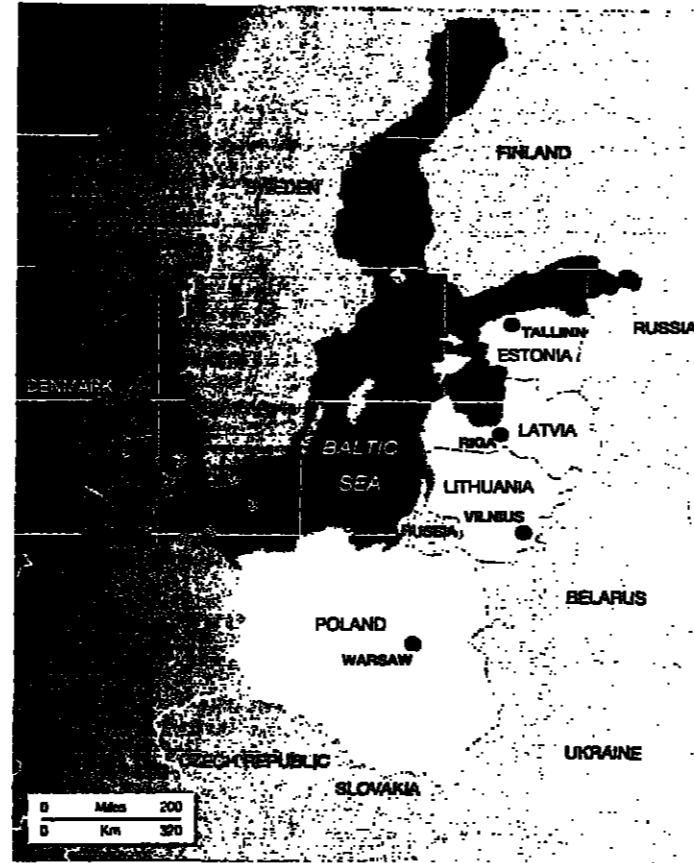 FINLAND
SWEDEN
TALLINN
RUSSIA
ESTONIA
DENMARK
LATVIA
RIGA
BALTIC
SEA
LITHUANIA
VILNIUS
RUSSIA
BELARUS
POLAND
WARSAW
UKRAINE
CZECH REPUBLIC
SLOVAKIA
0 Miles 200
0 Km 320